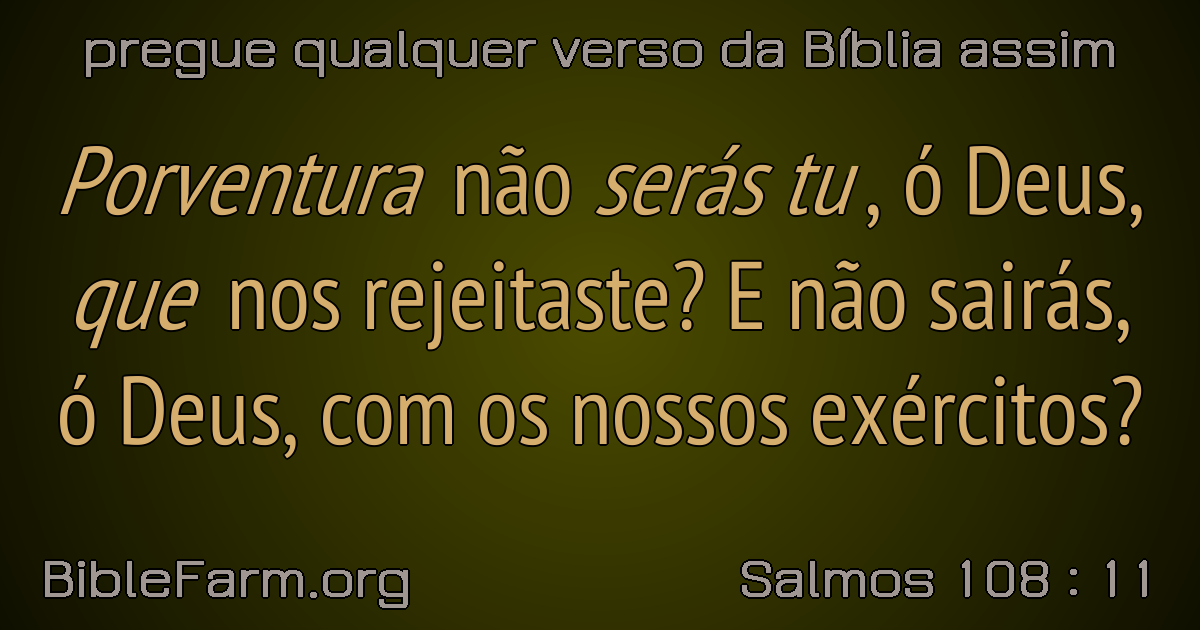 pregue qualquer verso da Bíblia assim
Porventura não serás tu, ó Deus,
que nos rejeitaste? E não sairás,
ó Deus, com os nossos exércitos?
BibleFarm.org
Salmos 108 : 11